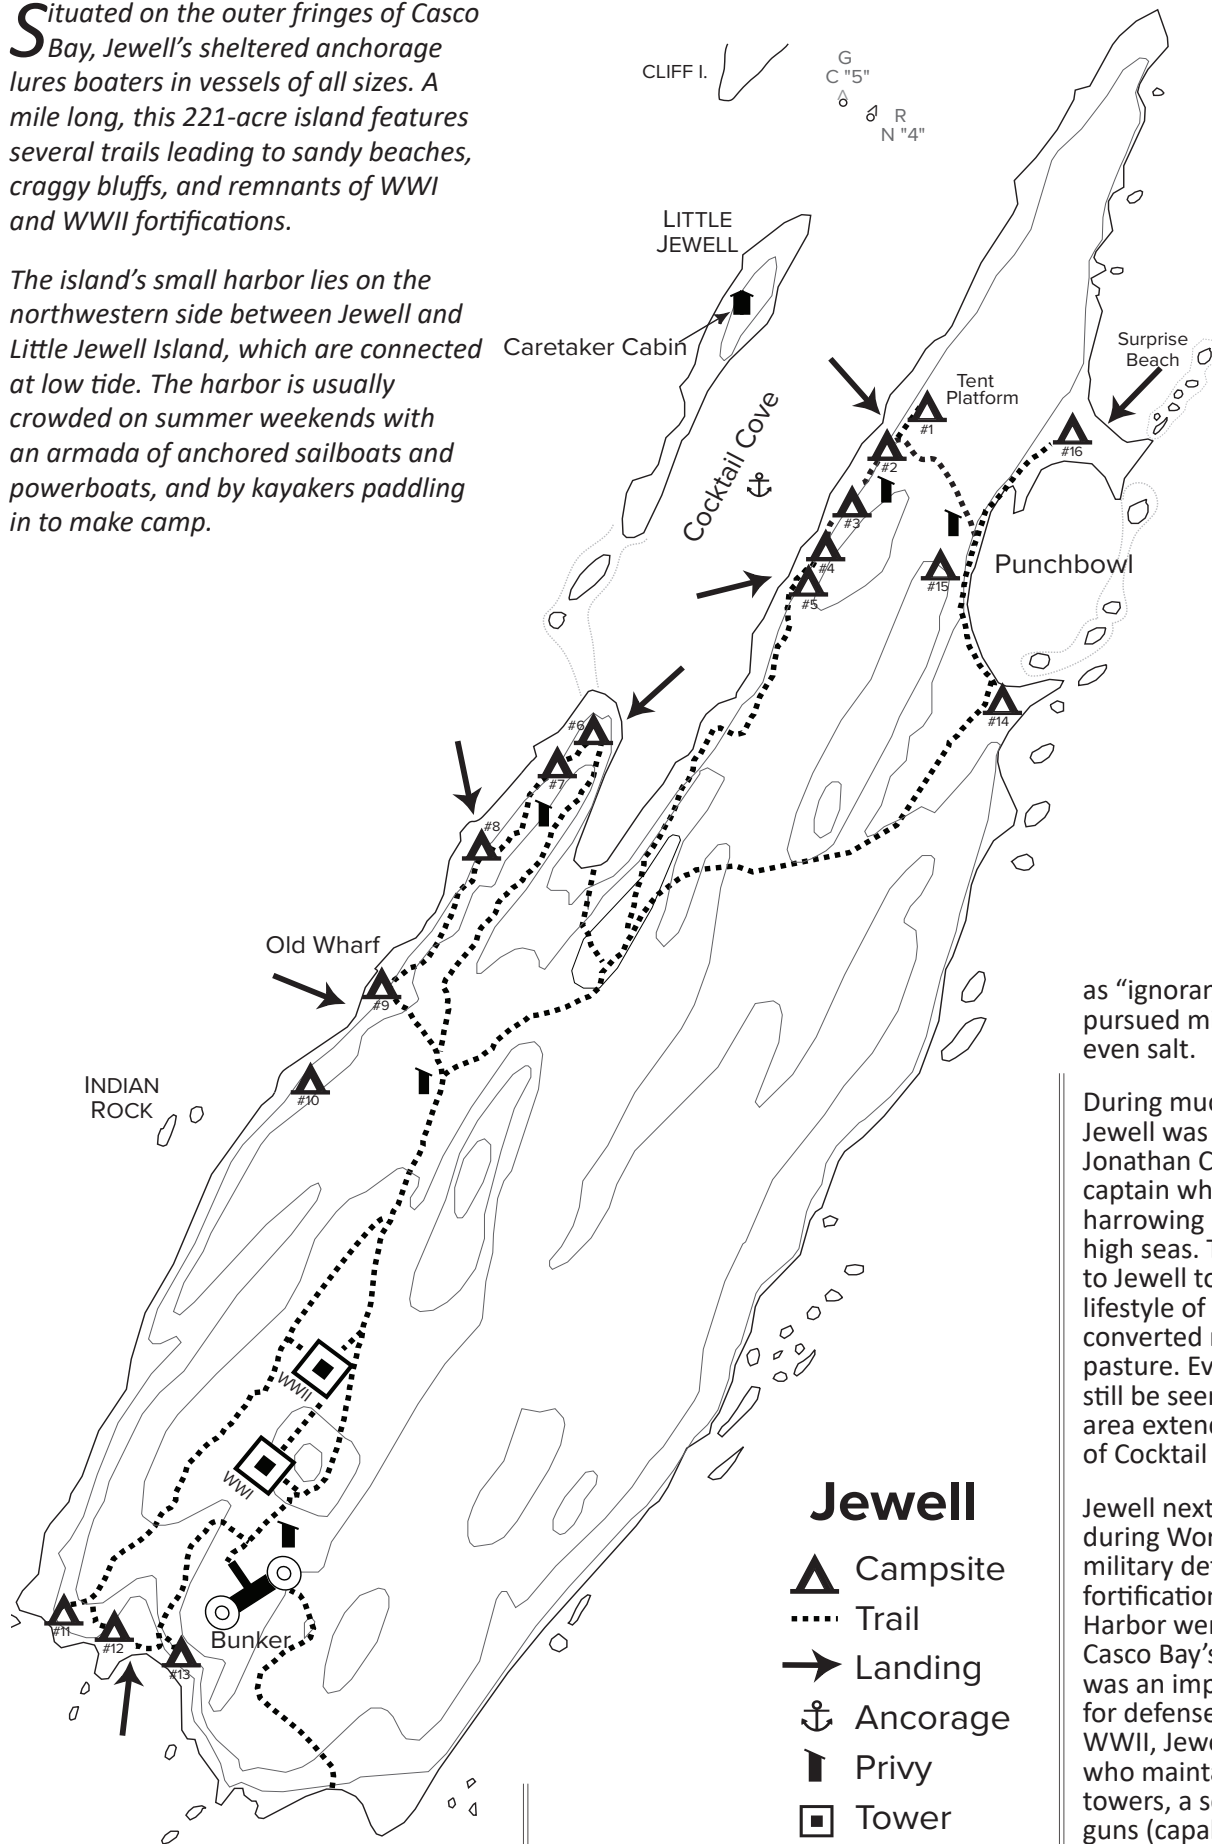 Situated on the outer fringes of Casco
Bay, Jewell’s sheltered anchorage
lures boaters in vessels of all sizes. A
mile long, this 221-acre island features
several trails leading to sandy beaches,
craggy bluffs, and remnants of WWI
and WWII fortifications.
The island’s small harbor lies on the
northwestern side between Jewell and
Little Jewell Island, which are connected
at low tide. The harbor is usually
crowded on summer weekends with
an armada of anchored sailboats and
powerboats, and by kayakers paddling
in to make camp.
CLIFF I.
G
C "5"
R
N "4"
LITTLE
JEWELL
Caretaker Cabin
Cocktail Cove
Surprise
Beach
Tent
Platform
#1
#2
#16
#3
#4
#5
#15
Punchbowl
#14
#6
#7
#8
Old Wharf
#9
#10
INDIAN
ROCK
WWII
WWI
#11
#12
#13
Bunker
Jewell
Campsite
Trail
Landing
Ancorage
Privy
Tower
as “ignoran
pursued m
even salt.
During muc
Jewell was
Jonathan C
captain wh
harrowing
high seas. T
to Jewell to
lifestyle of
converted
pasture. Ev
still be seen
area extend
of Cocktail
Jewell next
during Wor
military def
fortification
Harbor wer
Casco Bay’s
was an imp
for defense
WWII, Jewe
who mainta
towers, a se
guns (capab